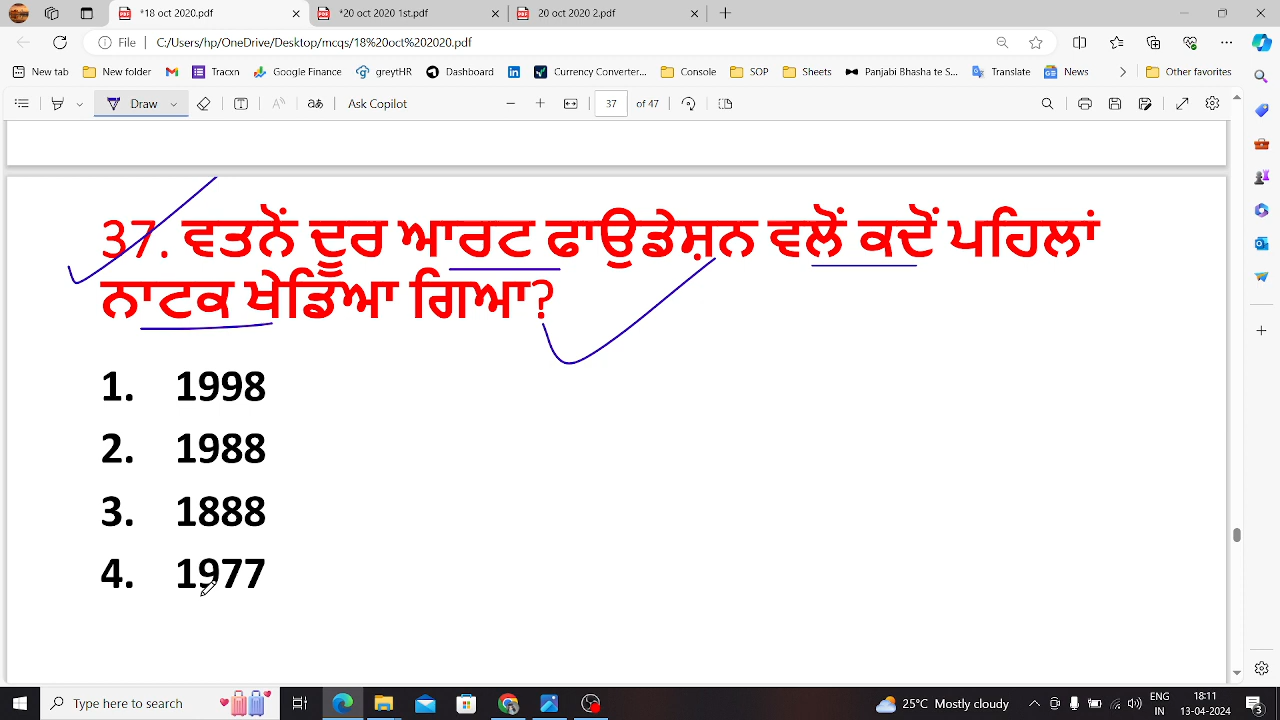 *18 oct 2020.pdf
*20 oct 2020 1st.pdf
20 oct 2020 2.pdf
File C:/Users/hp/OneDrive/Desktop/mcqs/18%20oct%202020.pdf
New tab New folder Tracxn Google Finance greytHR Dashboard Currency Converter... Console SOP Sheets Panjabi Bhasha te S... Translate News Other favorites
Draw Ask Copilot 37 of 47
37. ਵਤਨੋਂ ਦੂਰ ਆਰਟ ਫਾਉਡੇਸ਼ਨ ਵਲੋਂ ਕਦੋਂ ਪਹਿਲਾਂ
ਨਾਟਕ ਖੇਡਿਆ ਗਿਆ?
1. 1998
2. 1988
3. 1888
4. 1977
Type here to search 25°C Mostly cloudy ENG 18:11
IN 13-04-2024